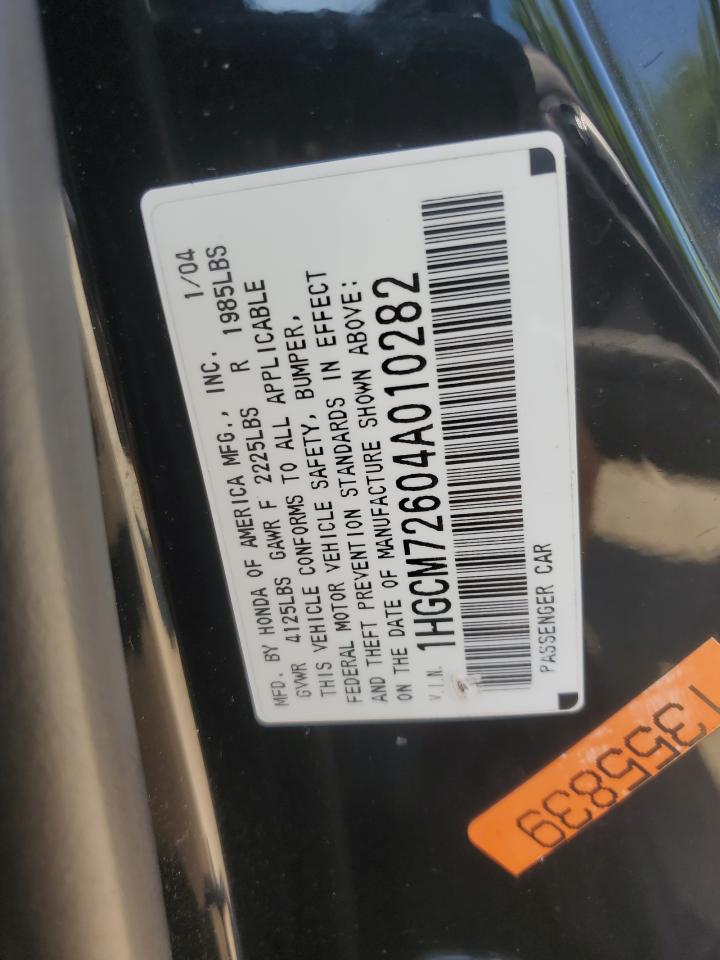 MFD. BY HONDA OF AMERICA MFG., INC. 1/04
GVWR 4125LBS GAWR F 2225LBS R 1985LBS
THIS VEHICLE CONFORMS TO ALL APPLICABLE
FEDERAL MOTOR VEHICLE SAFETY, BUMPER,
AND THEFT PREVENTION STANDARDS IN EFFECT
ON THE DATE OF MANUFACTURE SHOWN ABOVE:
V.I.N. 1HGCM72604A010282
PASSENGER CAR
1355839